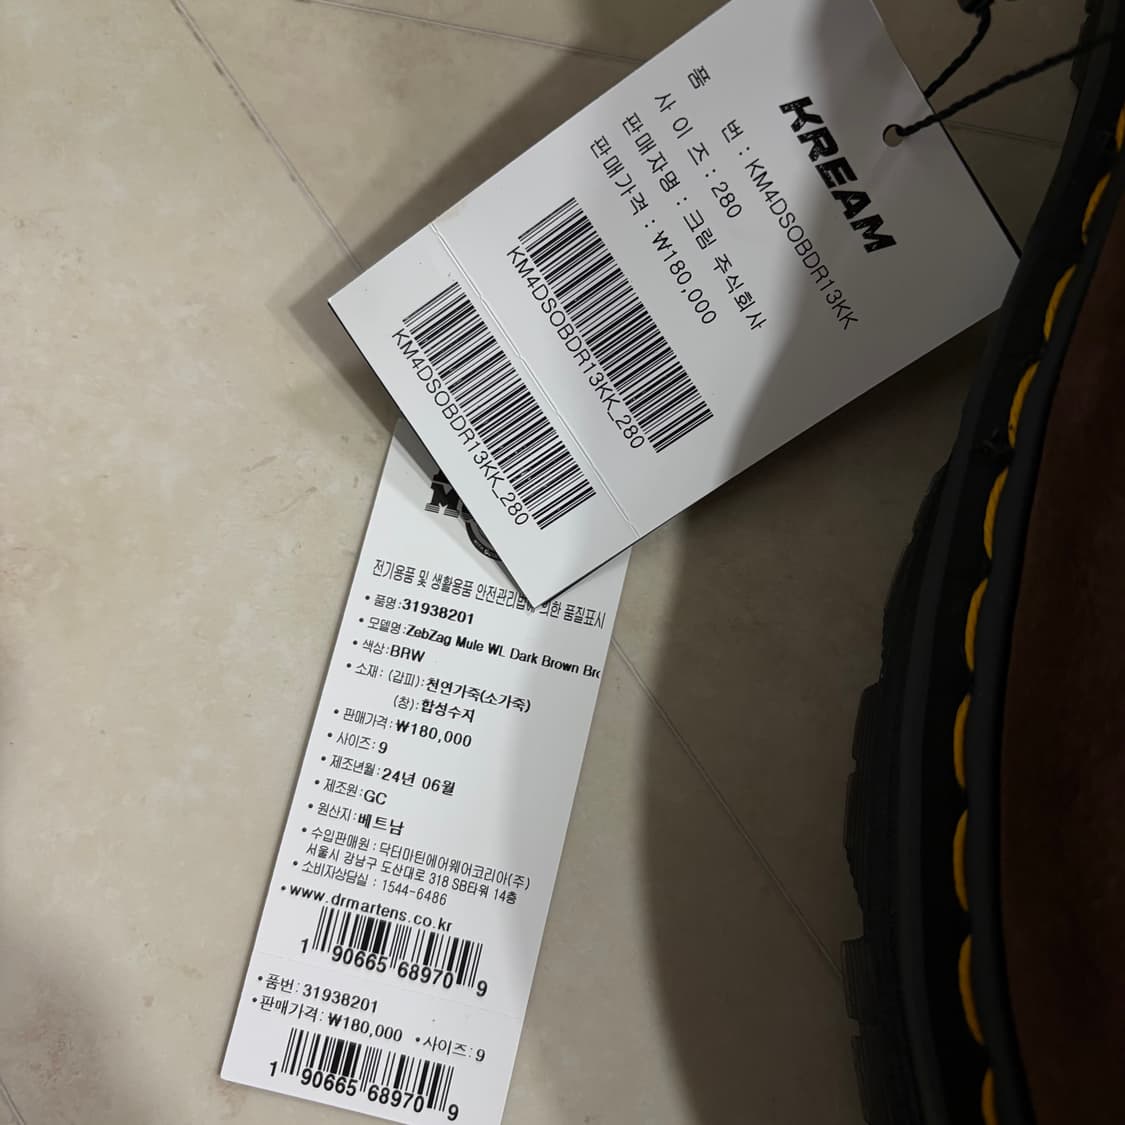 KREAM
품 번 : KM4DSOBDR13KK
사 이 즈 : 280
판매자명 : 크림 주식회사
판매가격 : ₩180,000
KM4DSOBDR13KK_280
KM4DSOBDR13KK_280
전기용품 및 생활용품 안전관리법에 의한 품질표시
• 품명:31938201
• 모델명:ZebZag Mule WL Dark Brown Brc
• 색상:BRW
• 소재: (갑피):천연가죽(소가죽)
(창):합성수지
• 판매가격:₩180,000
• 사이즈:9
• 제조년월:24년 06월
• 제조원:GC
• 원산지:베트남
• 수입판매원 : 닥터마틴에어웨어코리아(주)
서울시 강남구 도산대로 318 SB타워 14층
• 소비자상담실 : 1544-6486
• www.drmartens.co.kr
1 90665 68970 9
• 품번:31938201
• 판매가격:₩180,000 • 사이즈:9
1 90665 68970 9